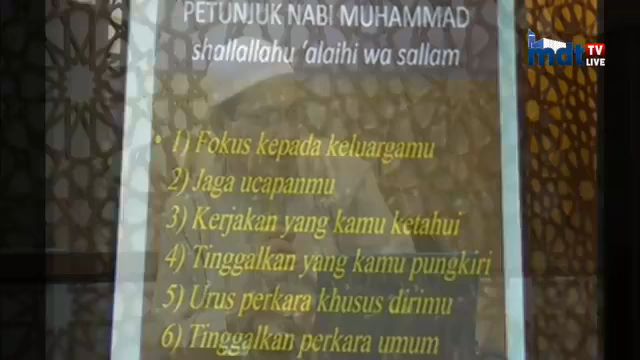 PETUNJUK NABI MUHAMMAD
shallallahu 'alaihi wa sallam
mdt TV
LIVE
• 1) Fokus kepada keluargamu
2) Jaga ucapanmu
3) Kerjakan yang kamu ketahui
4) Tinggalkan yang kamu pungkiri
5) Urus perkara khusus dirimu
6) Tinggalkan perkara umum